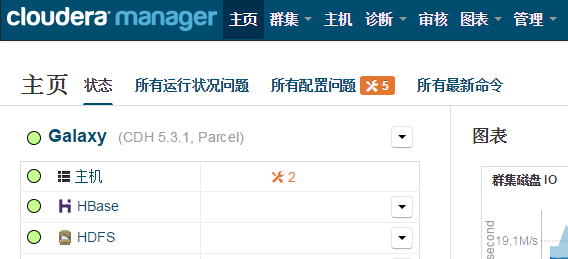 cloudera manager 主页 群集 主机 诊断 审核 图表 管理
主页 状态 所有运行状况问题 所有配置问题 5 所有最新命令
Galaxy (CDH 5.3.1, Parcel)
图表
主机 2
群集磁盘 IO
HBase
HDFS
second
19.1M/s